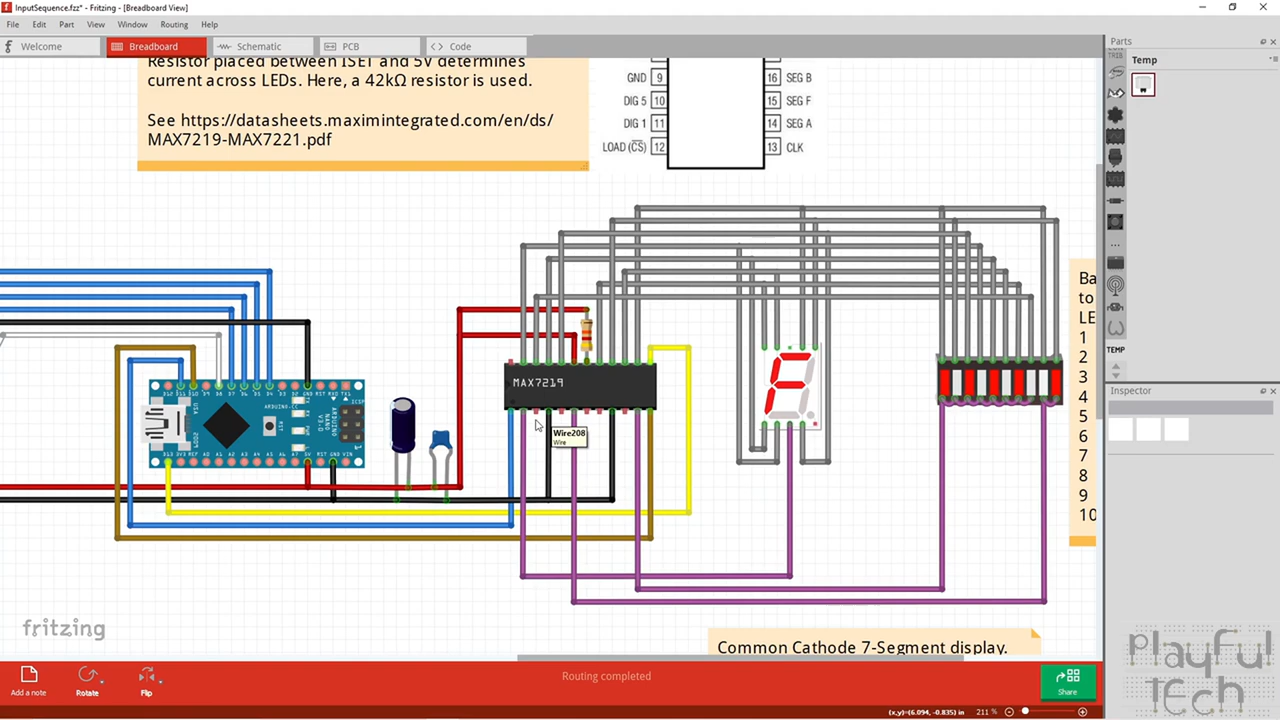 InputSequence.fzz* - Fritzing - [Breadboard View]
File Edit Part View Window Routing Help
Welcome Breadboard Schematic PCB Code
Resistor placed between ISET and 5V determines
current across LEDs. Here, a 42kΩ resistor is used.
See https://datasheets.maximintegrated.com/en/ds/
MAX7219-MAX7221.pdf
GND 9 16 SEG B
DIG 5 10 15 SEG F
DIG 1 11 14 SEG A
LOAD (CS) 12 13 CLK
MAX7219
Wire208
Wire
Ba
to
LE
1
2
3
4
5
6
7
8
9
10
fritzing
Common Cathode 7-Segment display.
Parts
Temp
TEMP
Inspector
Add a note
Rotate
Flip
Routing completed
Share
(x,y)=(6.094, -0.835) in 211 %
Playful
tech